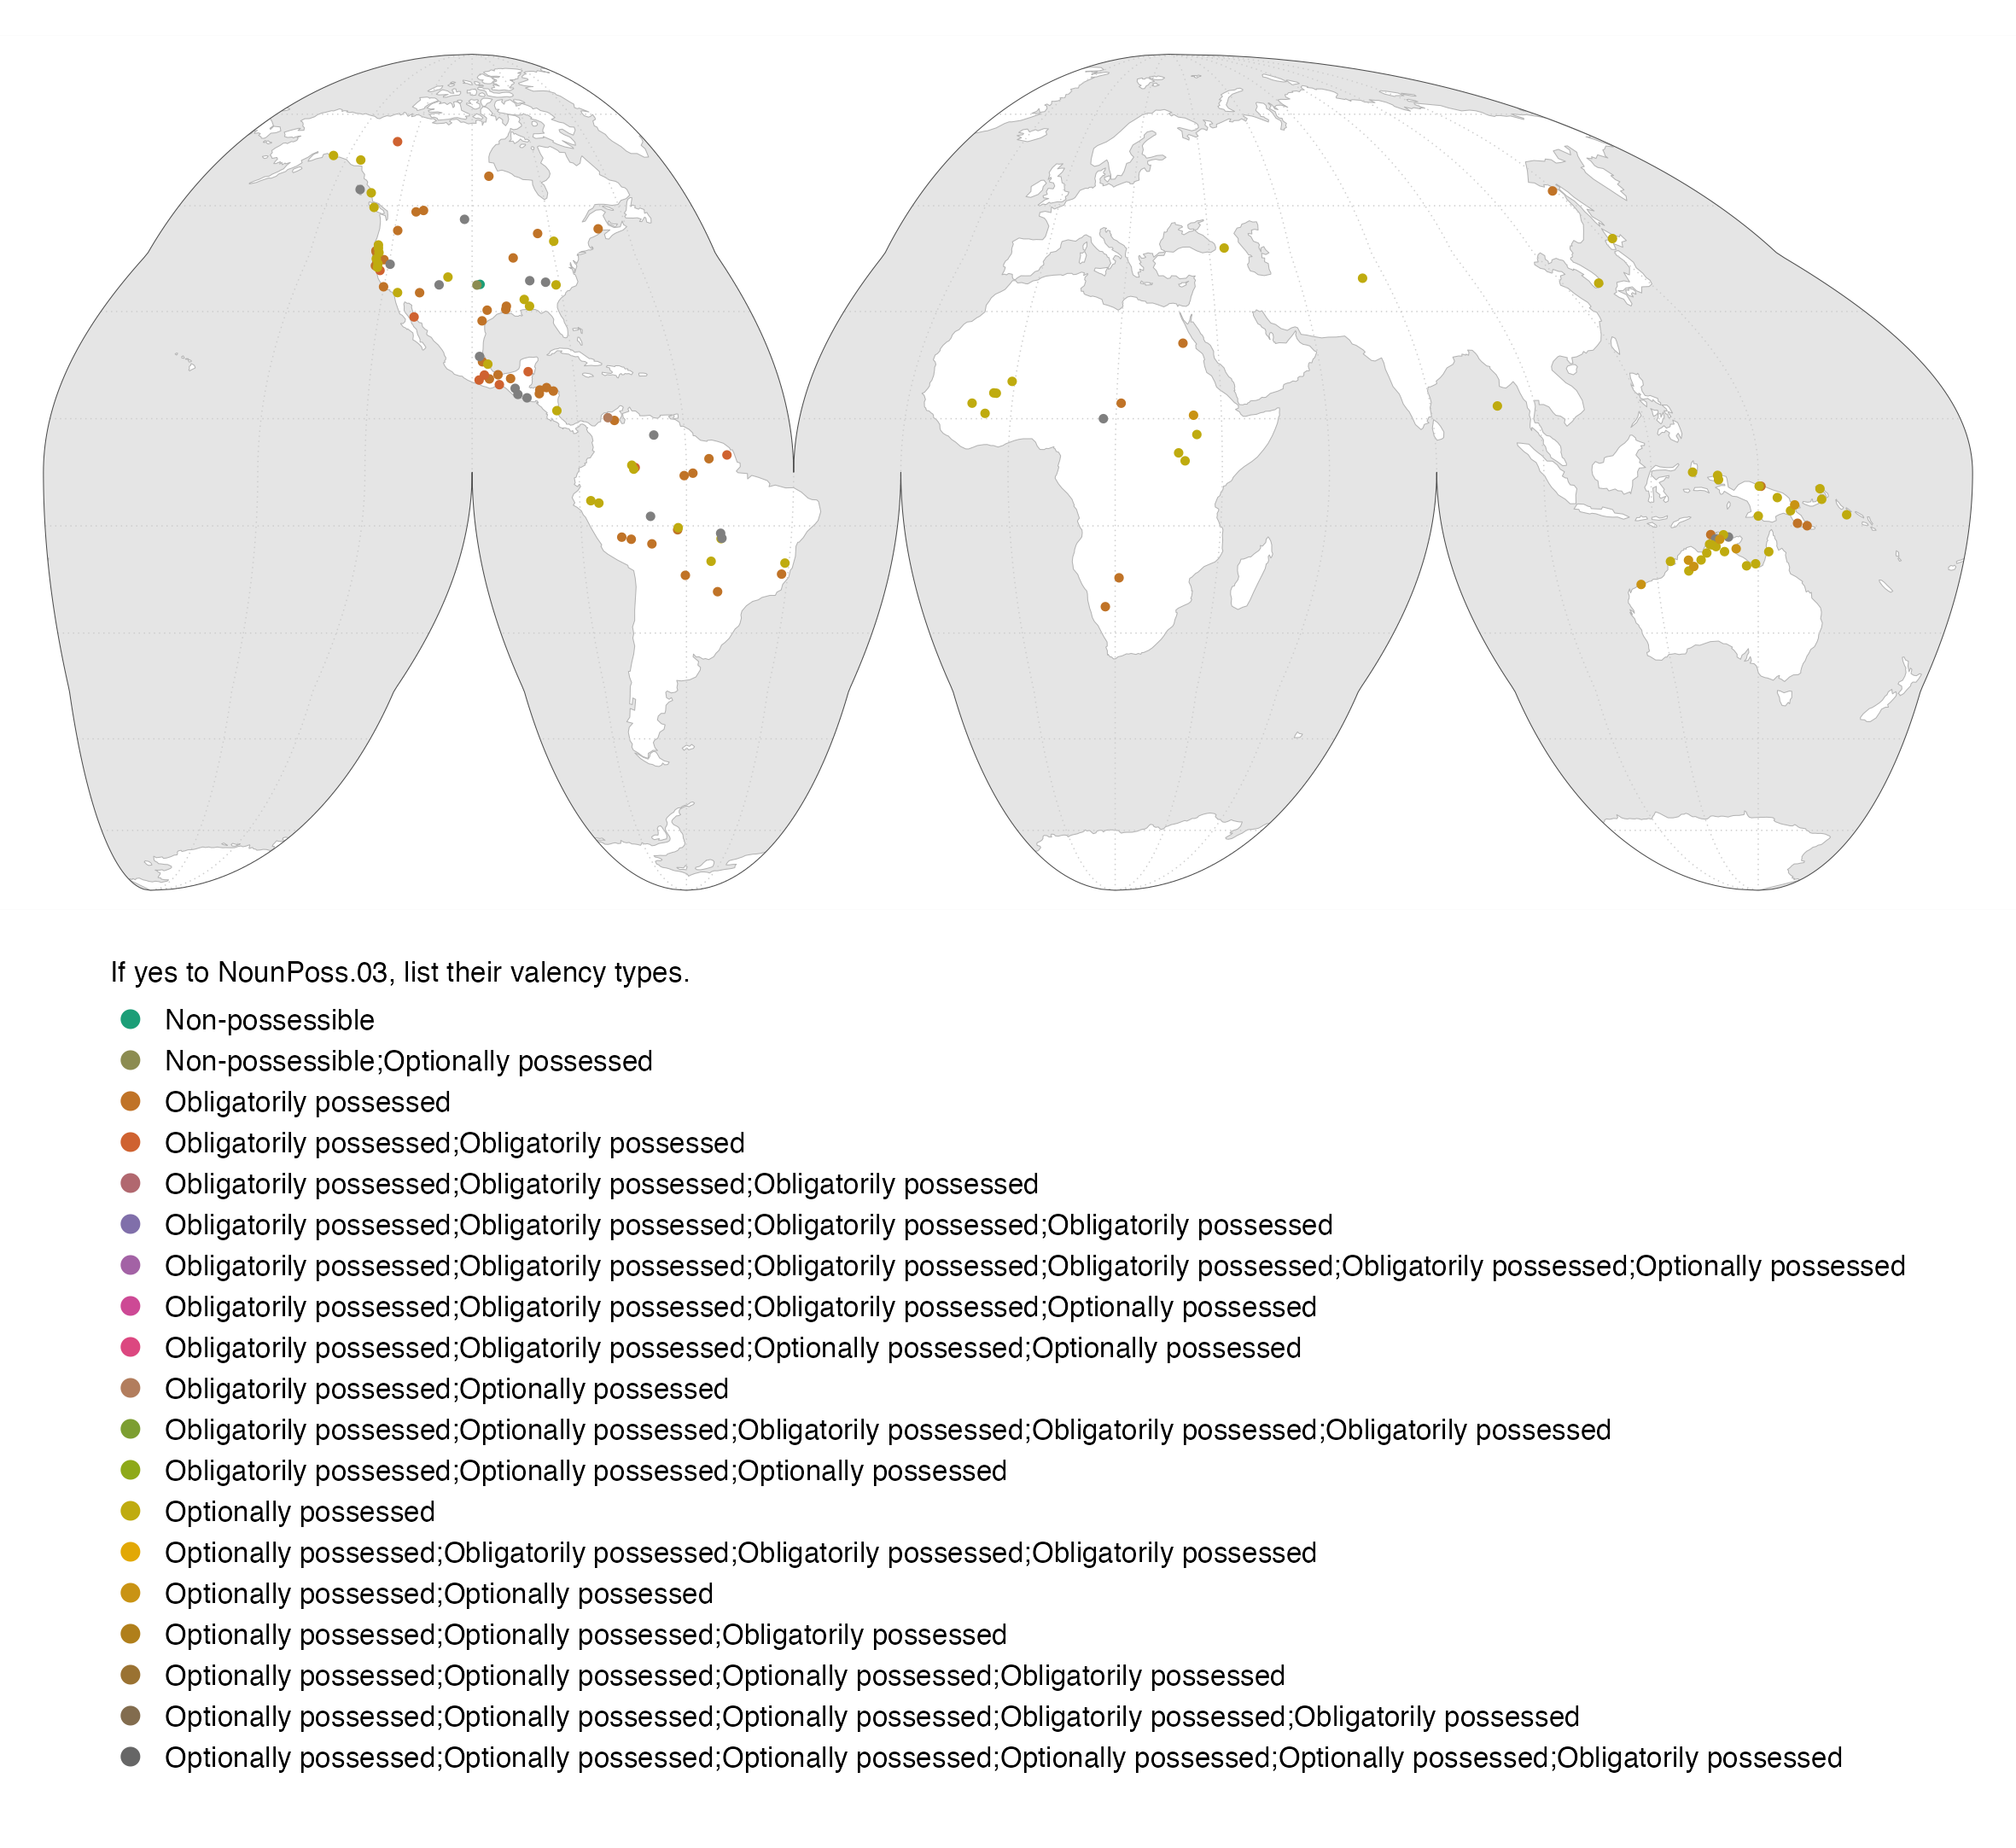 If yes to NounPoss.03, list their valency types.
Non-possessible
Non-possessible;Optionally possessed
Obligatorily possessed
Obligatorily possessed;Obligatorily possessed
Obligatorily possessed;Obligatorily possessed;Obligatorily possessed
Obligatorily possessed;Obligatorily possessed;Obligatorily possessed;Obligatorily possessed
Obligatorily possessed;Obligatorily possessed;Obligatorily possessed;Obligatorily possessed;Obligatorily possessed;Optionally possessed
Obligatorily possessed;Obligatorily possessed;Obligatorily possessed;Optionally possessed
Obligatorily possessed;Obligatorily possessed;Optionally possessed;Optionally possessed
Obligatorily possessed;Optionally possessed
Obligatorily possessed;Optionally possessed;Obligatorily possessed;Obligatorily possessed;Obligatorily possessed
Obligatorily possessed;Optionally possessed;Optionally possessed
Optionally possessed
Optionally possessed;Obligatorily possessed;Obligatorily possessed;Obligatorily possessed
Optionally possessed;Optionally possessed
Optionally possessed;Optionally possessed;Obligatorily possessed
Optionally possessed;Optionally possessed;Optionally possessed;Obligatorily possessed
Optionally possessed;Optionally possessed;Optionally possessed;Obligatorily possessed;Obligatorily possessed
Optionally possessed;Optionally possessed;Optionally possessed;Optionally possessed;Optionally possessed;Obligatorily possessed